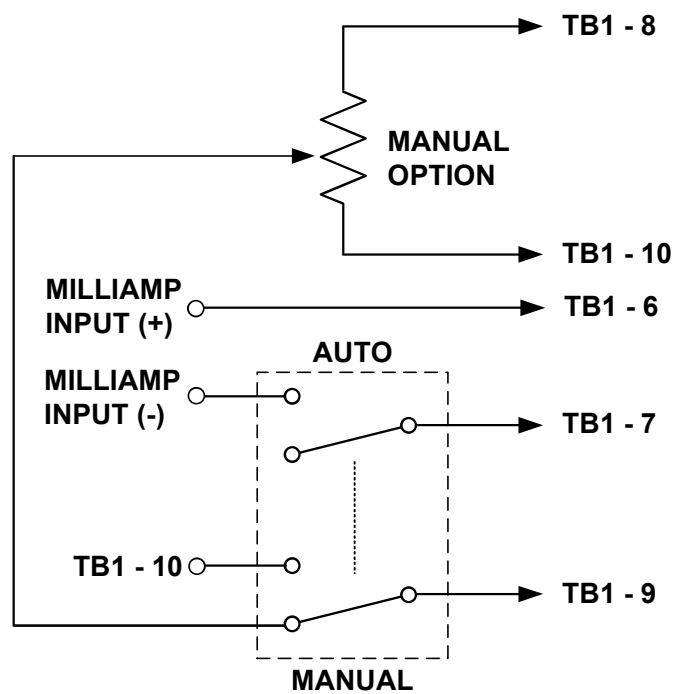 TB1 - 8
MANUAL
OPTION
TB1 - 10
MILLIAMP
INPUT (+)
TB1 - 6
AUTO
MILLIAMP
INPUT (-)
TB1 - 7
TB1 - 10
TB1 - 9
MANUAL